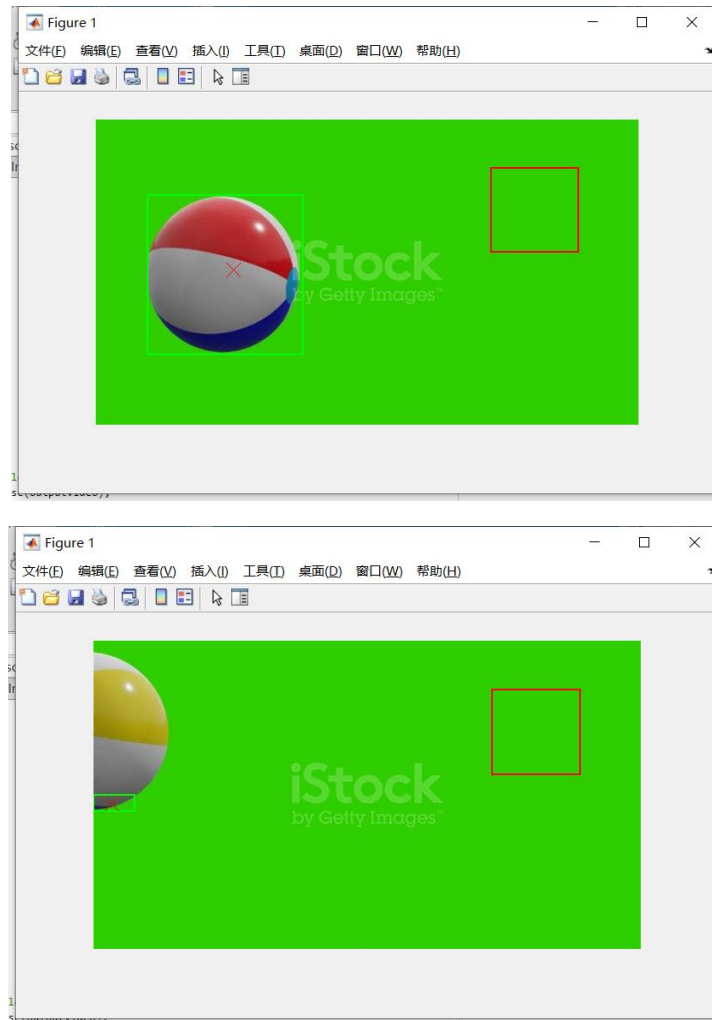 Figure 1
文件(F) 编辑(E) 查看(V) 插入(I) 工具(T) 桌面(D) 窗口(W) 帮助(H)
iStock
by Getty Images™
Figure 1
文件(F) 编辑(E) 查看(V) 插入(I) 工具(T) 桌面(D) 窗口(W) 帮助(H)
iStock
by Getty Images™